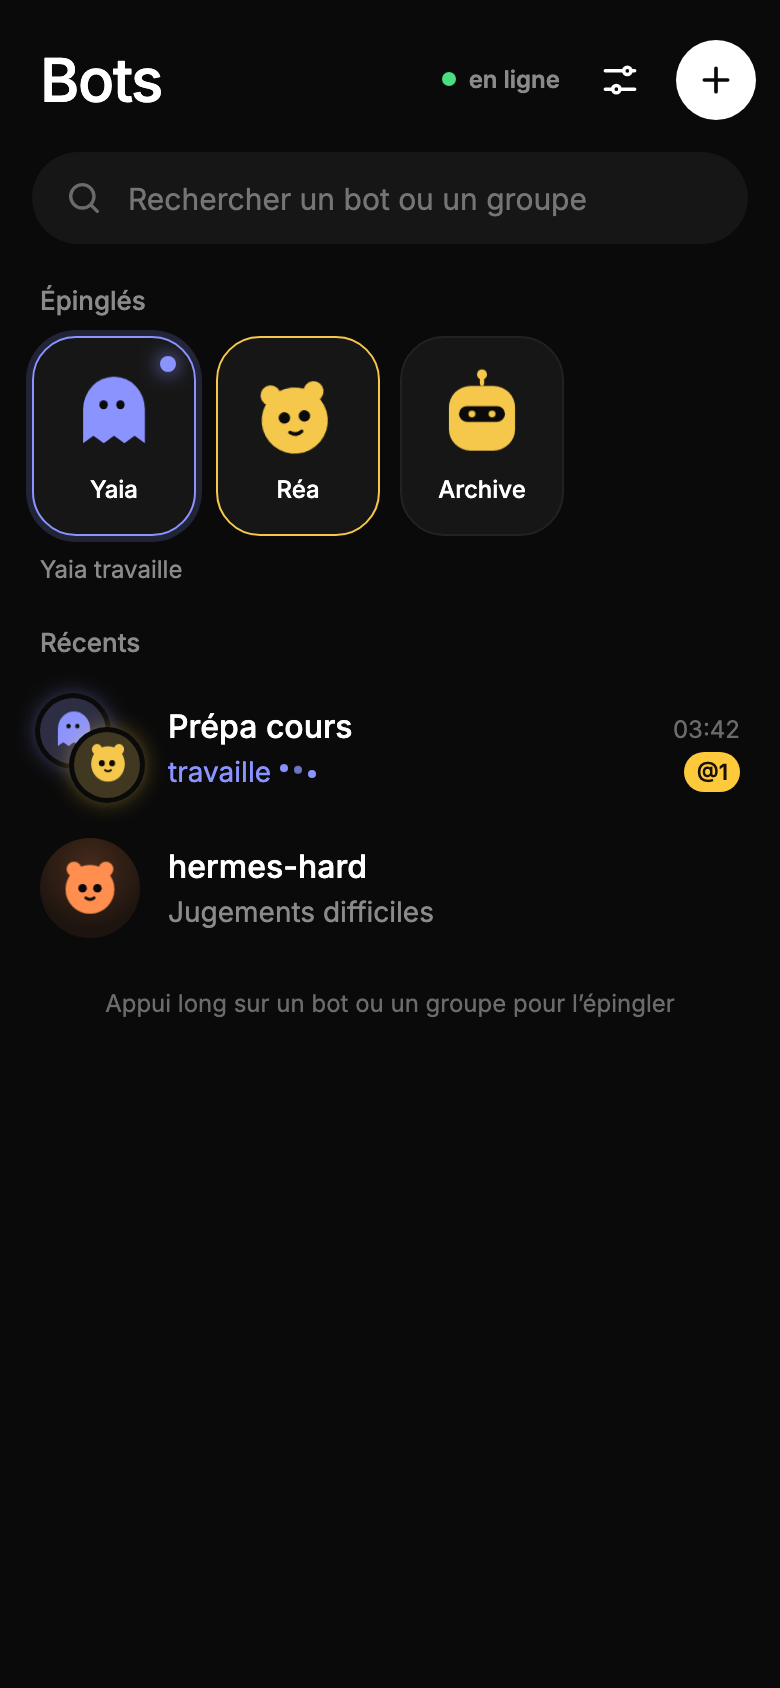 Bots
en ligne
Rechercher un bot ou un groupe
Épinglés
Yaia
Réa
Archive
Yaia travaille
Récents
Prépa cours
03:42
travaille
@1
hermes-hard
Jugements difficiles
Appui long sur un bot ou un groupe pour l’épingler